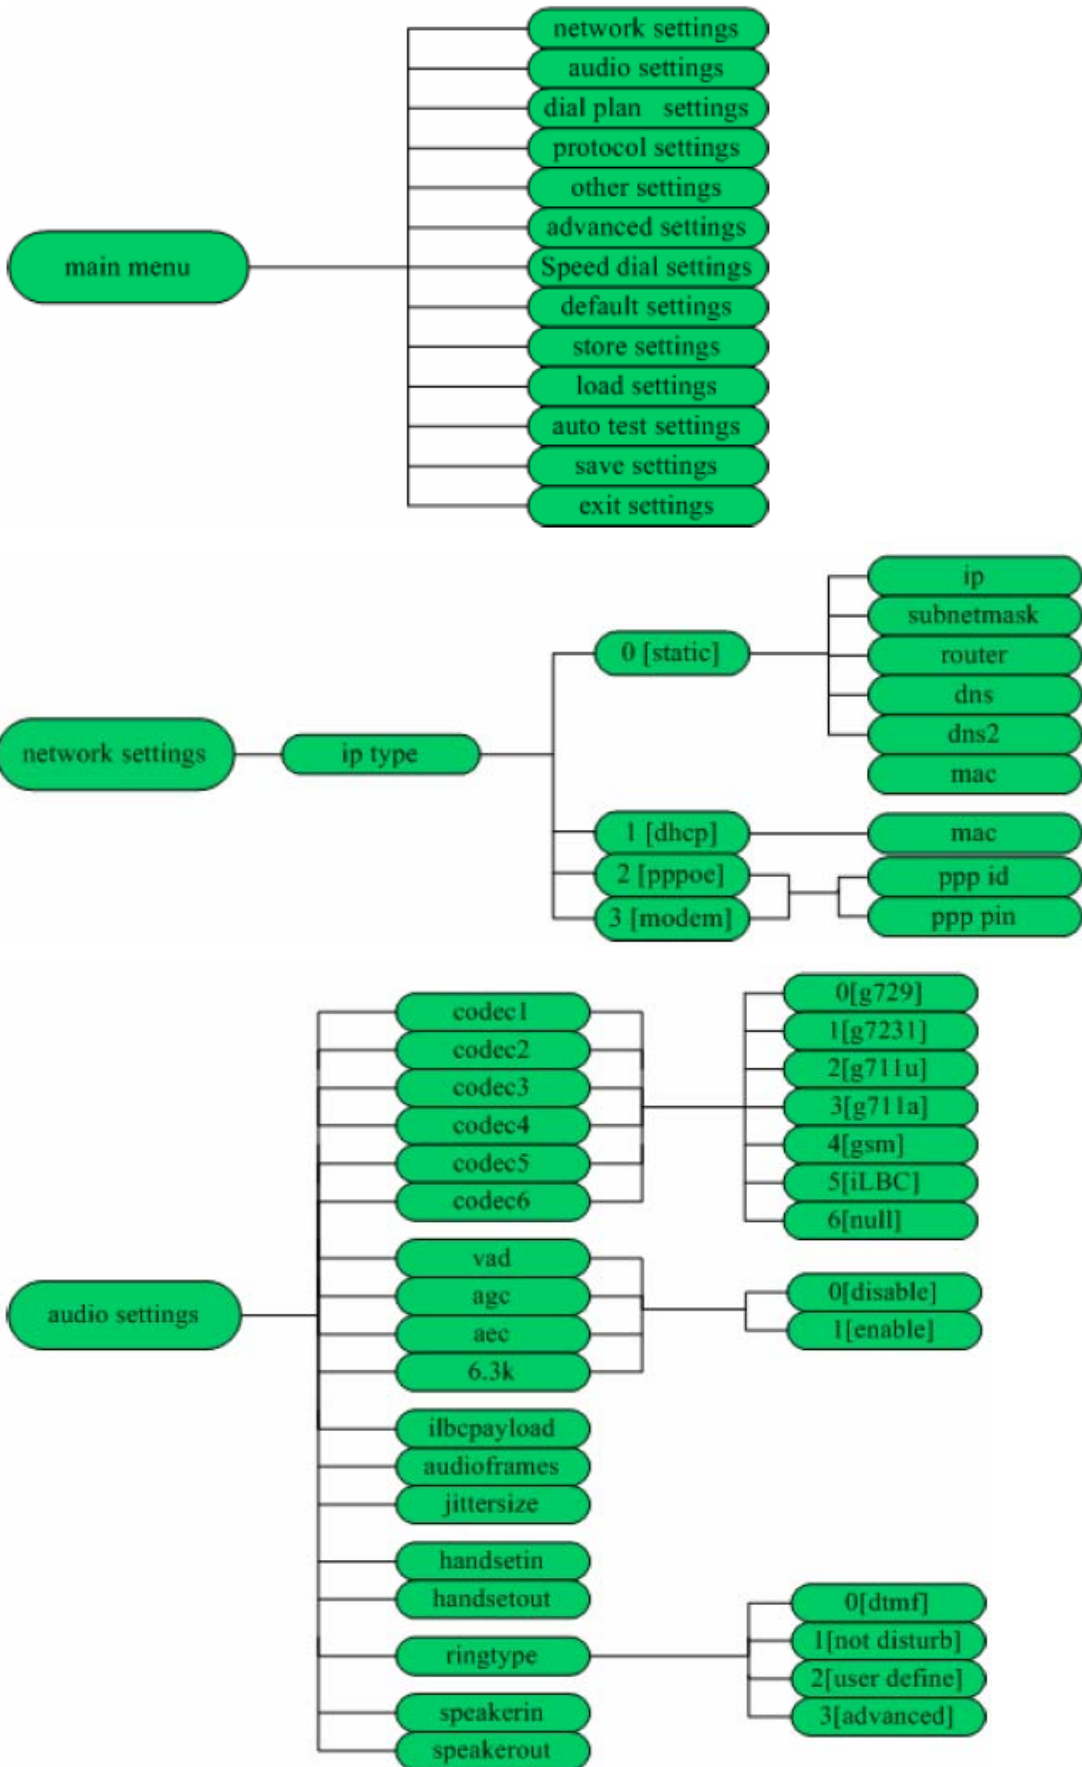 main menu
network settings
audio settings
dial plan settings
protocol settings
other settings
advanced settings
Speed dial settings
default settings
store settings
load settings
auto test settings
save settings
exit settings
network settings
ip type
0 [static]
ip
subnetmask
router
dns
dns2
mac
1 [dhcp]
mac
2 [pppoe]
3 [modem]
ppp id
ppp pin
audio settings
codec1
codec2
codec3
codec4
codec5
codec6
0[g729]
1[g7231]
2[g711u]
3[g711a]
4[gsm]
5[iLBC]
6[null]
vad
agc
aec
6.3k
0[disable]
1[enable]
ilbcpayload
audioframes
jittersize
handsetin
handsetout
ringtype
0[dtmf]
1[not disturb]
2[user define]
3[advanced]
speakerin
speakerout